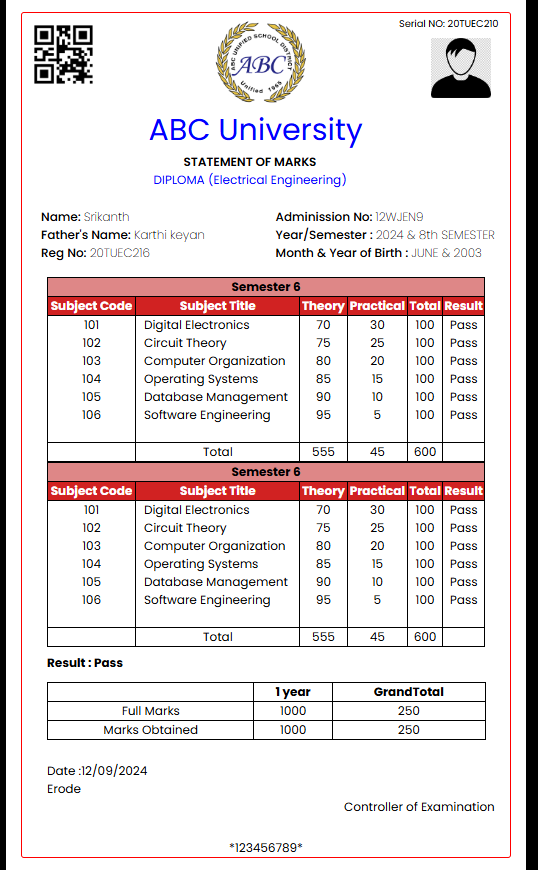 Serial NO: 20TUEC210
ABC UNIFIED SCHOOL DISTRICT
ABC
Unified 1965
ABC University
STATEMENT OF MARKS
DIPLOMA (Electrical Engineering)
Name: Srikanth Adminission No: 12WJEN9
Father's Name: Karthi keyan Year/Semester : 2024 & 8th SEMESTER
Reg No: 20TUEC216 Month & Year of Birth : JUNE & 2003
Semester 6
Subject Code Subject Title Theory Practical Total Result
101 Digital Electronics 70 30 100 Pass
102 Circuit Theory 75 25 100 Pass
103 Computer Organization 80 20 100 Pass
104 Operating Systems 85 15 100 Pass
105 Database Management 90 10 100 Pass
106 Software Engineering 95 5 100 Pass
Total 555 45 600
Semester 6
Subject Code Subject Title Theory Practical Total Result
101 Digital Electronics 70 30 100 Pass
102 Circuit Theory 75 25 100 Pass
103 Computer Organization 80 20 100 Pass
104 Operating Systems 85 15 100 Pass
105 Database Management 90 10 100 Pass
106 Software Engineering 95 5 100 Pass
Total 555 45 600
Result : Pass
1 year GrandTotal
Full Marks 1000 250
Marks Obtained 1000 250
Date :12/09/2024
Erode
Controller of Examination
*123456789*